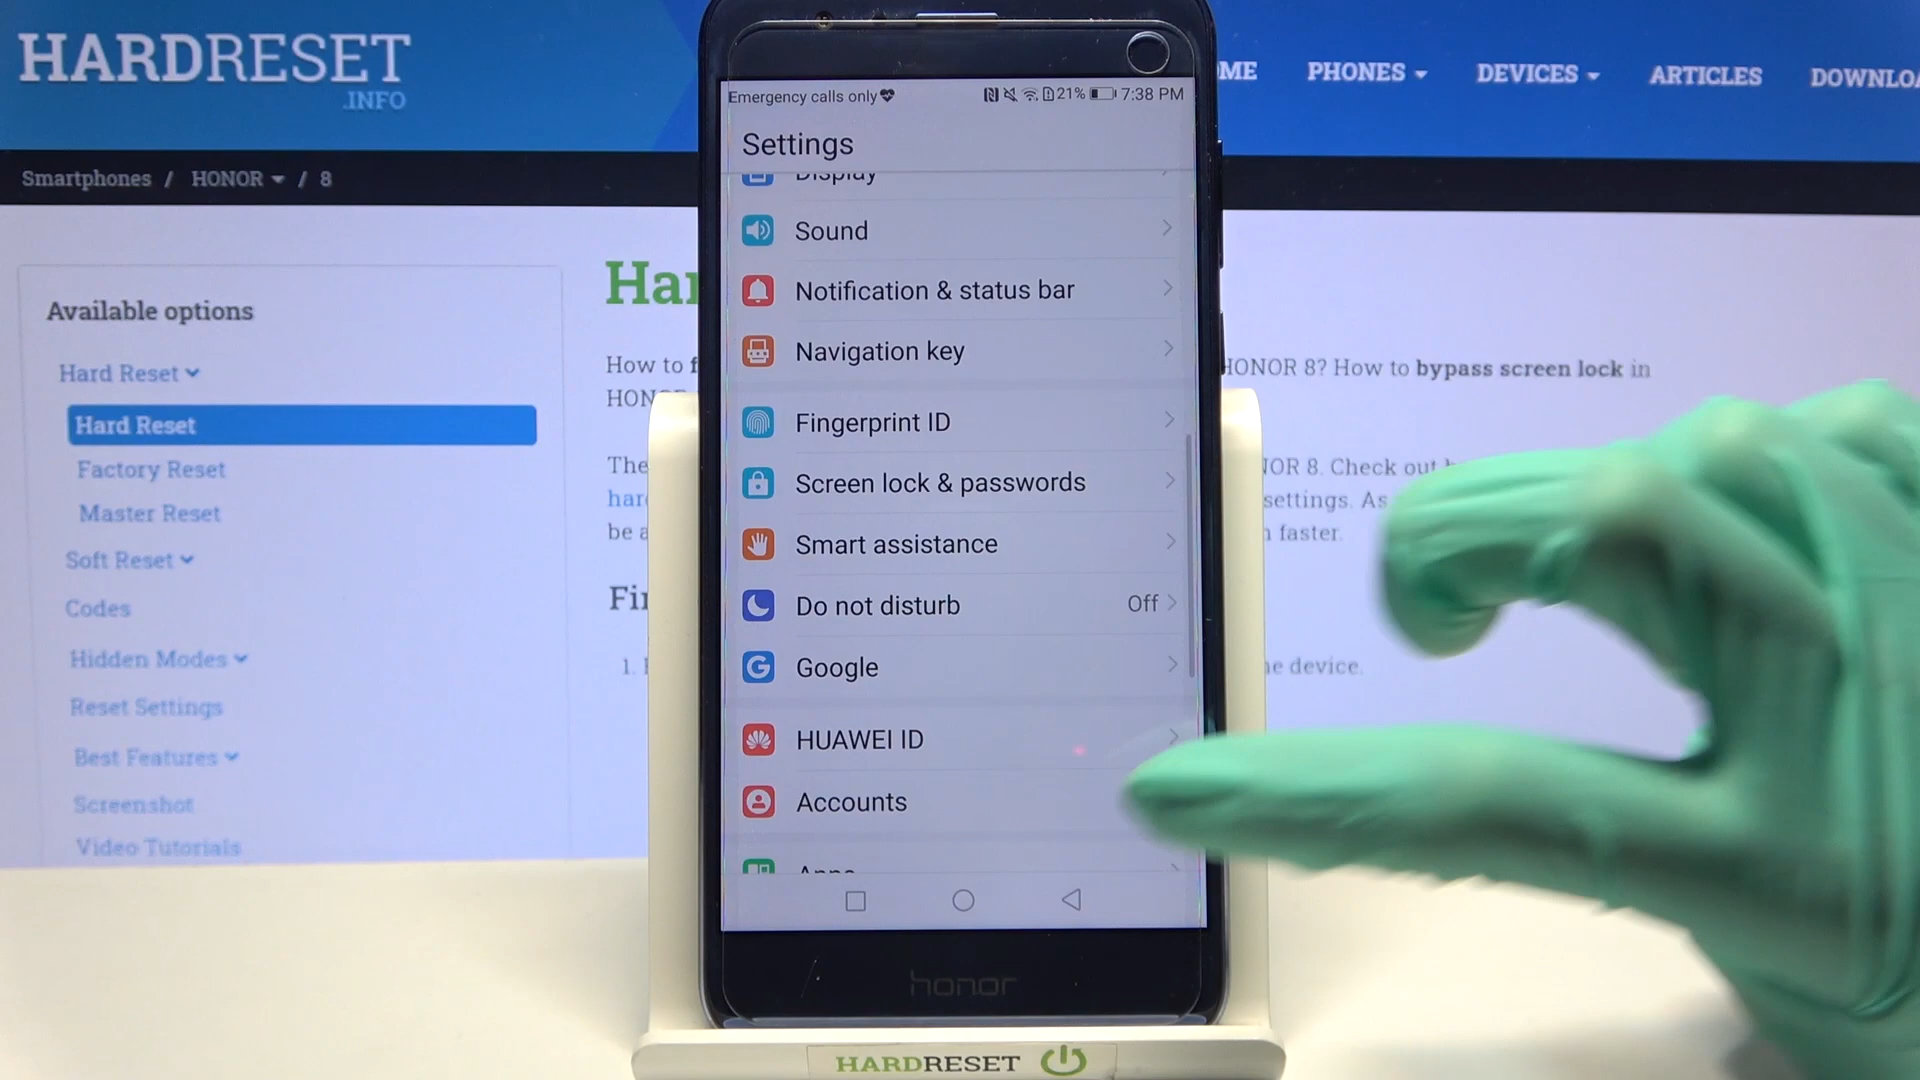 HARDRESET
.INFO
PHONES
DEVICES
ARTICLES
Smartphones / HONOR / 8
Available options
Hard Reset
Hard Reset
Factory Reset
Master Reset
Soft Reset
Codes
Hidden Modes
Reset Settings
Best Features
Screenshot
Video Tutorials
How to
HONOR 8? How to bypass screen lock in
The
HONOR 8. Check out
settings. As
faster.
1.
device.
Emergency calls only
21% 7:38 PM
Settings
Display
Sound
Notification & status bar
Navigation key
Fingerprint ID
Screen lock & passwords
Smart assistance
Do not disturb Off
Google
HUAWEI ID
Accounts
Apps
honor
HARDRESET